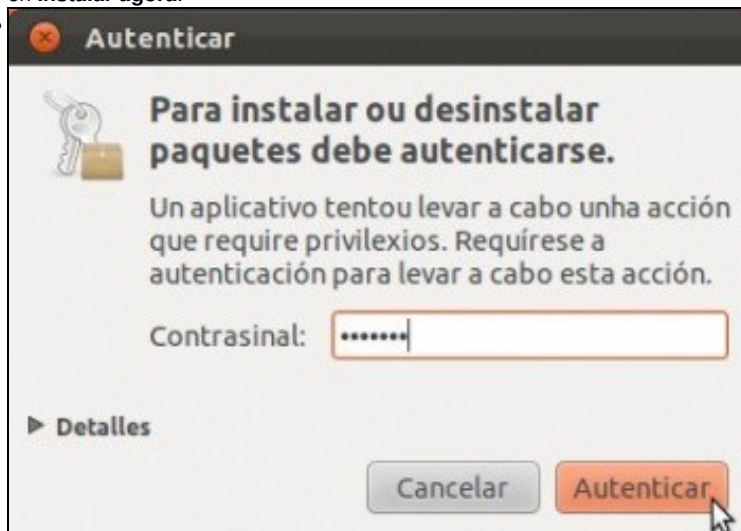 Autenticar
Para instalar ou desinstalar
paquetes debe autenticarse.
Un aplicativo tentou levar a cabo unha acción
que require privilexios. Requírese a
autenticación para levar a cabo esta acción.
Contrasinal: •••••••
Detalles
Cancelar Autenticar